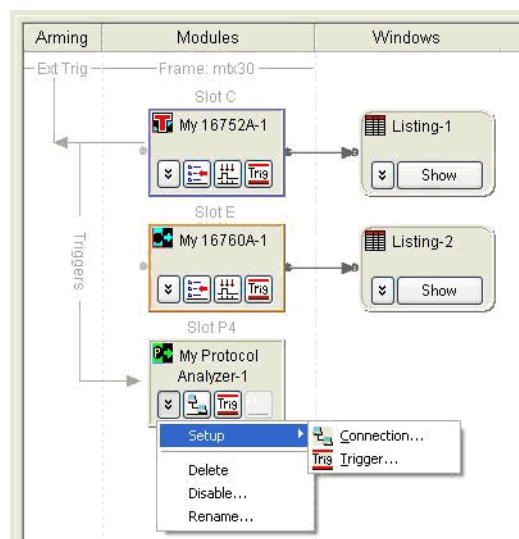 Arming Modules Windows
Ext Trig Frame: mtx30
Slot C
My 16752A-1 Listing-1
Trig Show
Slot E
My 16760A-1 Listing-2
Trig Show
Triggers
Slot P4
My Protocol
Analyzer-1
Trig
Setup Connection...
Trig Trigger...
Delete
Disable...
Rename...